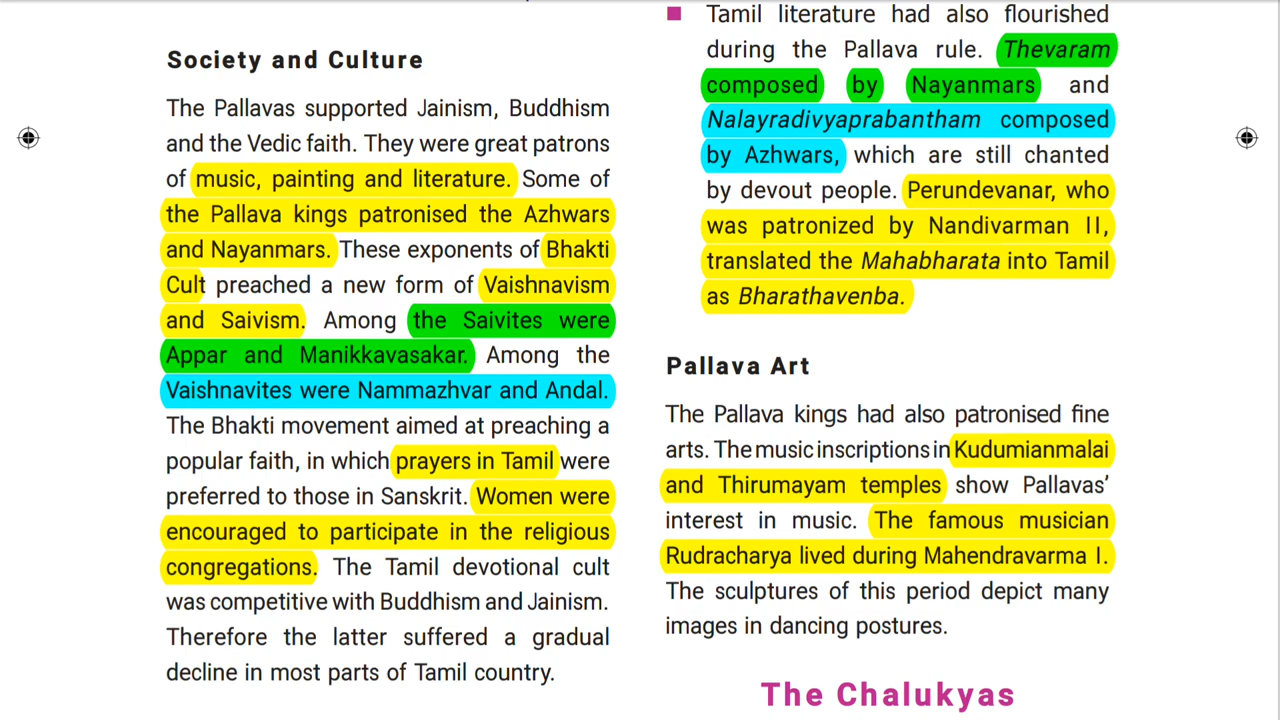 Society and Culture
The Pallavas supported Jainism, Buddhism
and the Vedic faith. They were great patrons
of music, painting and literature. Some of
the Pallava kings patronised the Azhwars
and Nayanmars. These exponents of Bhakti
Cult preached a new form of Vaishnavism
and Saivism. Among the Saivites were
Appar and Manikkavasakar. Among the
Vaishnavites were Nammazhvar and Andal.
The Bhakti movement aimed at preaching a
popular faith, in which prayers in Tamil were
preferred to those in Sanskrit. Women were
encouraged to participate in the religious
congregations. The Tamil devotional cult
was competitive with Buddhism and Jainism.
Therefore the latter suffered a gradual
decline in most parts of Tamil country.
Tamil literature had also flourished
during the Pallava rule. Thevaram
composed by Nayanmars and
Nalayradivyaprabantham composed
by Azhwars, which are still chanted
by devout people. Perundevanar, who
was patronized by Nandivarman II,
translated the Mahabharata into Tamil
as Bharathavenba.
Pallava Art
The Pallava kings had also patronised fine
arts. The music inscriptions in Kudumianmalai
and Thirumayam temples show Pallavas’
interest in music. The famous musician
Rudracharya lived during Mahendravarma I.
The sculptures of this period depict many
images in dancing postures.
The Chalukyas